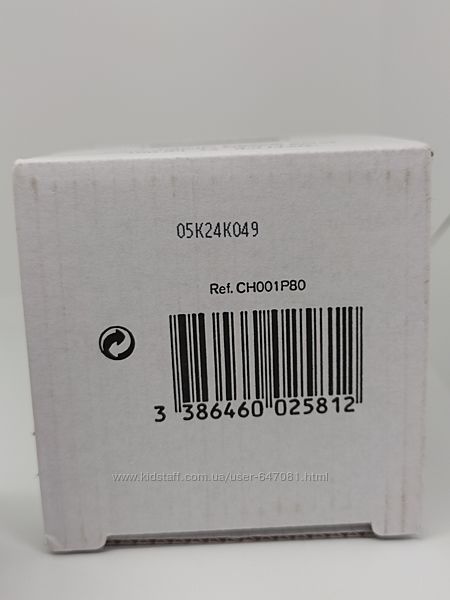 05K24K049
Ref. CH001P80
3 386460 025812
www.kidstaff.com.ua/user-647081.html